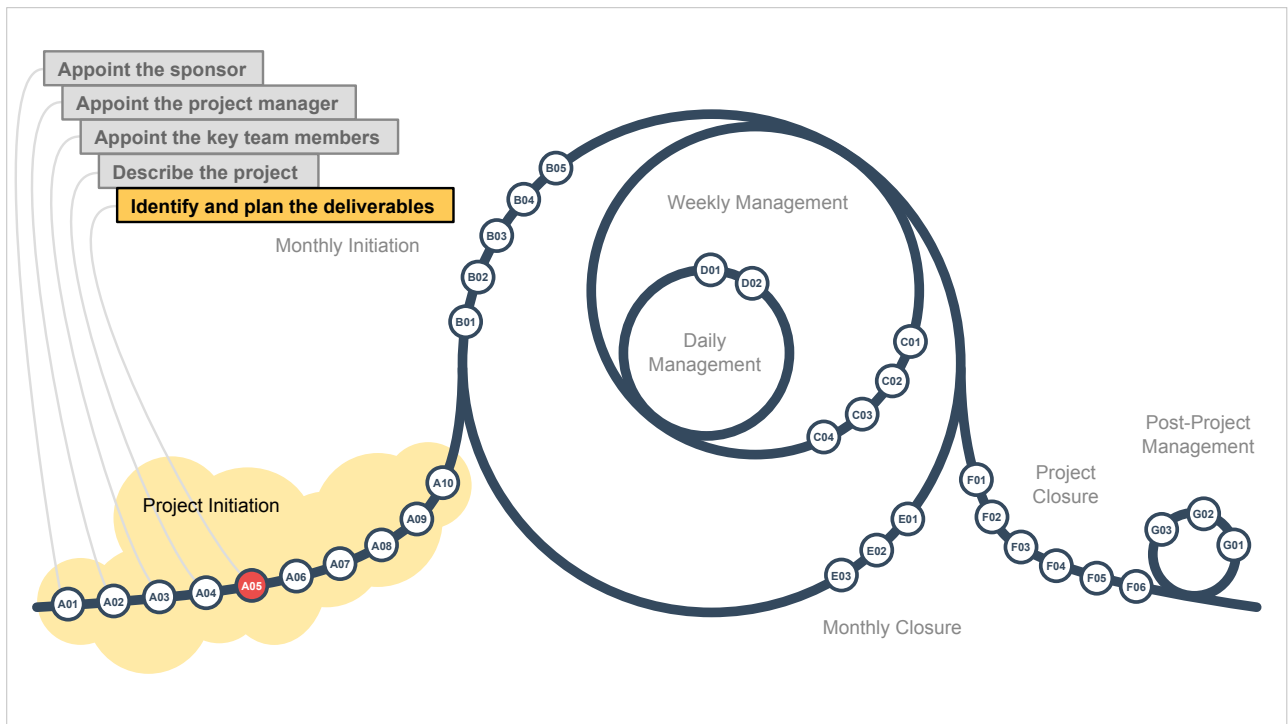 Appoint the sponsor
Appoint the project manager
Appoint the key team members
Describe the project
Identify and plan the deliverables
Monthly Initiation
B05
B04
B03
B02
B01
Weekly Management
D01
D02
Daily
Management
C01
C02
C03
C04
Project Initiation
A10
A09
A08
A07
A06
A05
A04
A03
A02
A01
E01
E02
E03
Monthly Closure
Project
Closure
F01
F02
F03
F04
F05
F06
Post-Project
Management
G03
G02
G01